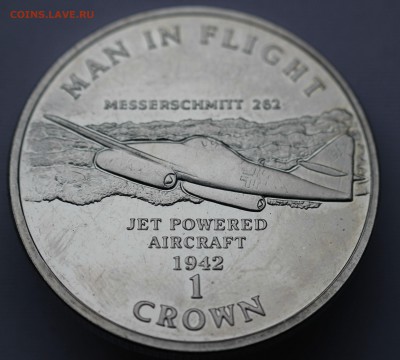 COINS.LAVE.RU
MAN IN FLIGHT
MESSERSCHMITT 262
JET POWERED
AIRCRAFT
1942
1
CROWN